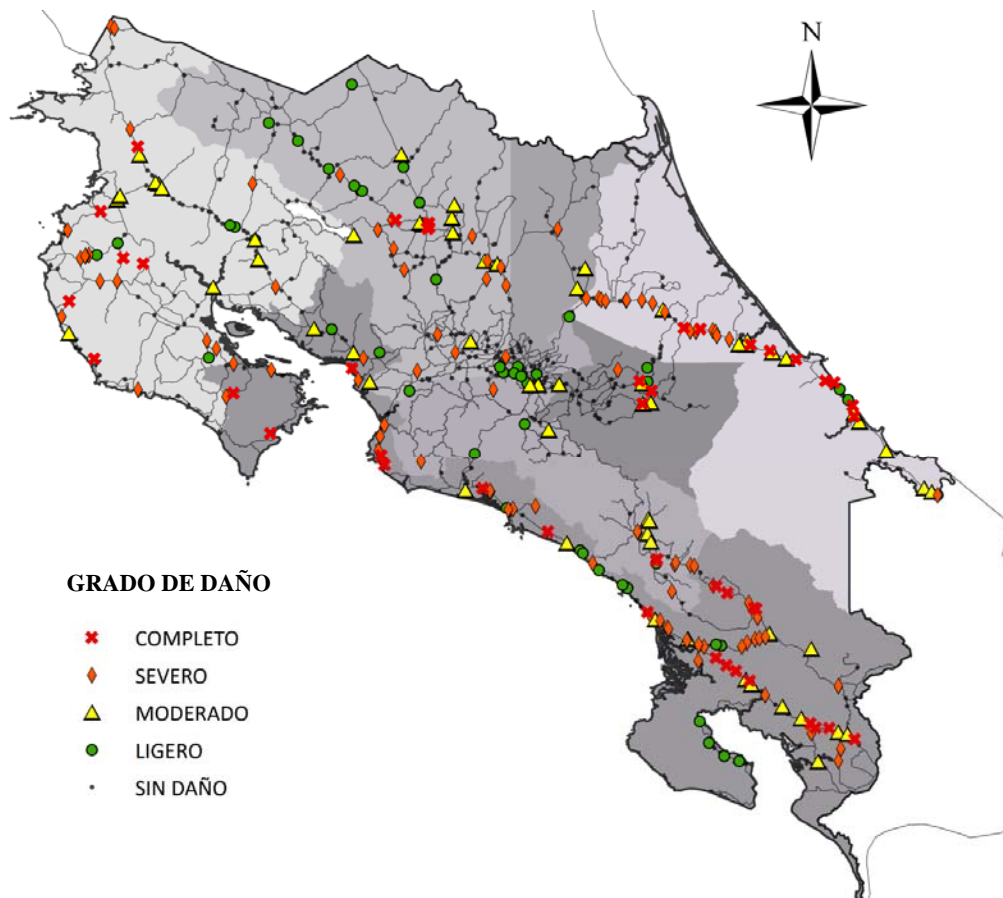 N
GRADO DE DAÑO
COMPLETO
SEVERO
MODERADO
LIGERO
SIN DAÑO